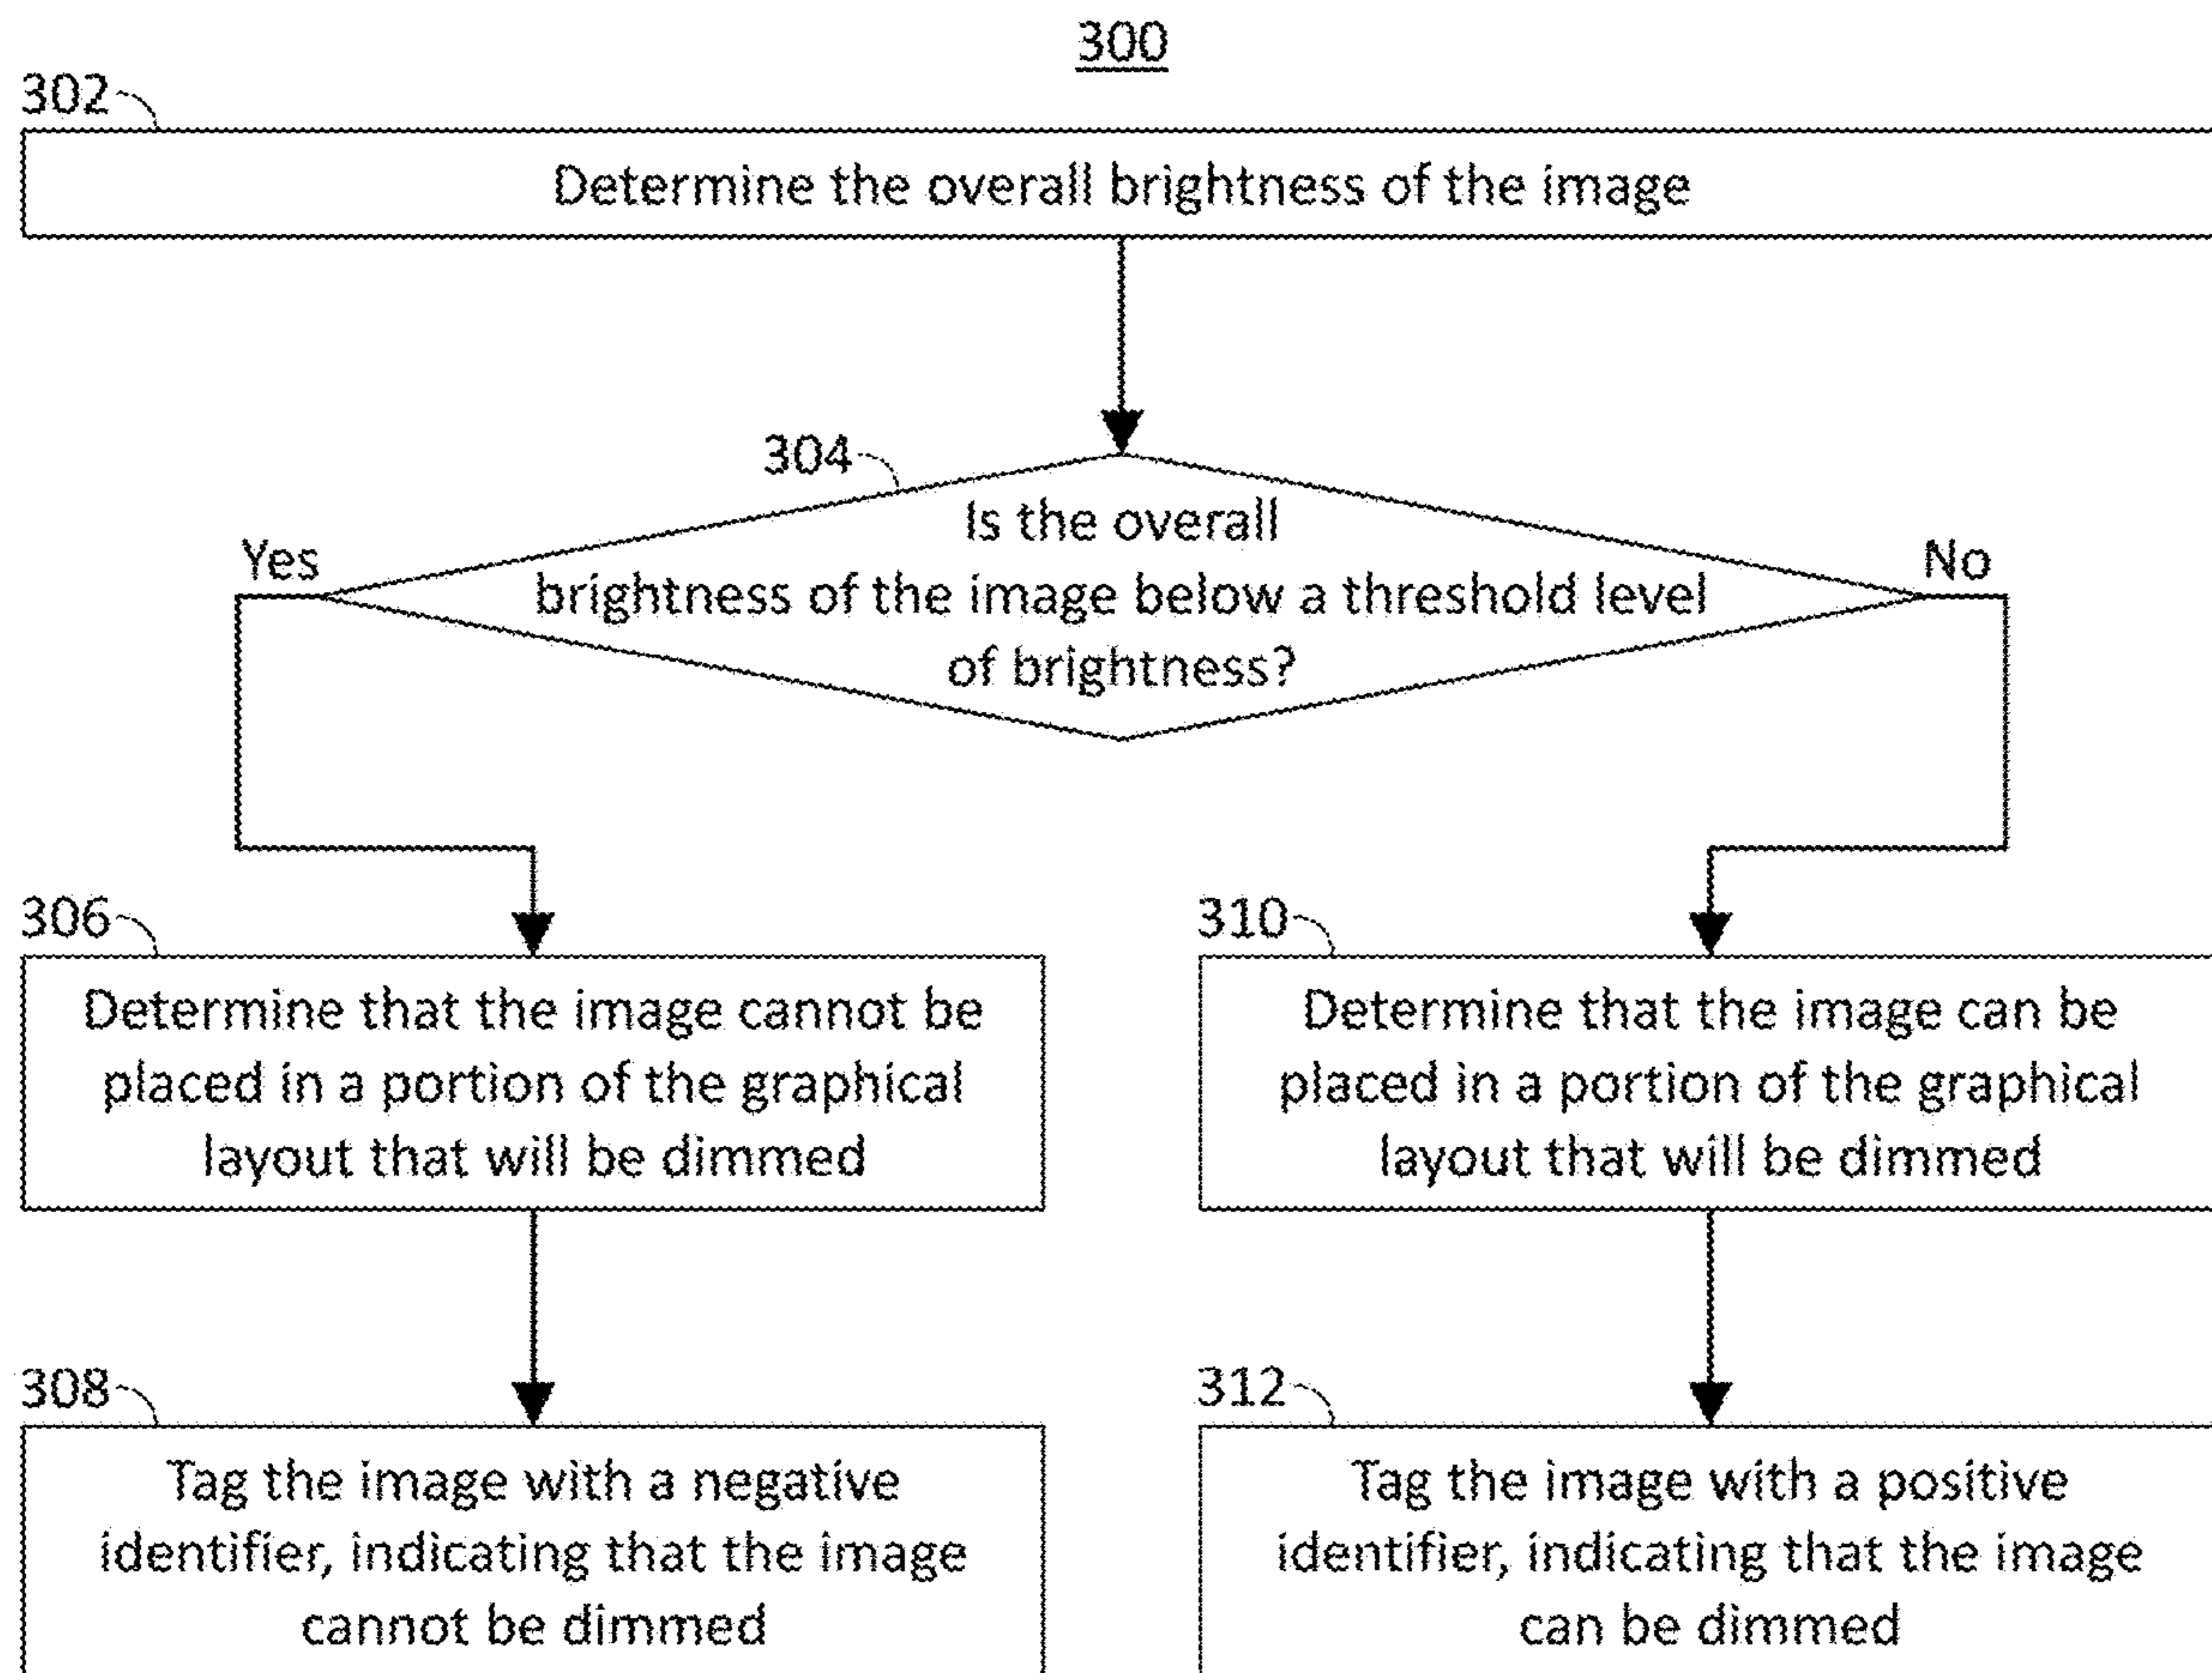 300
302
Determine the overall brightness of the image
304
Is the overall
brightness of the image below a threshold level
of brightness?
Yes
No
306
Determine that the image cannot be
placed in a portion of the graphical
layout that will be dimmed
310
Determine that the image can be
placed in a portion of the graphical
layout that will be dimmed
308
Tag the image with a negative
identifier, indicating that the image
cannot be dimmed
312
Tag the image with a positive
identifier, indicating that the image
can be dimmed